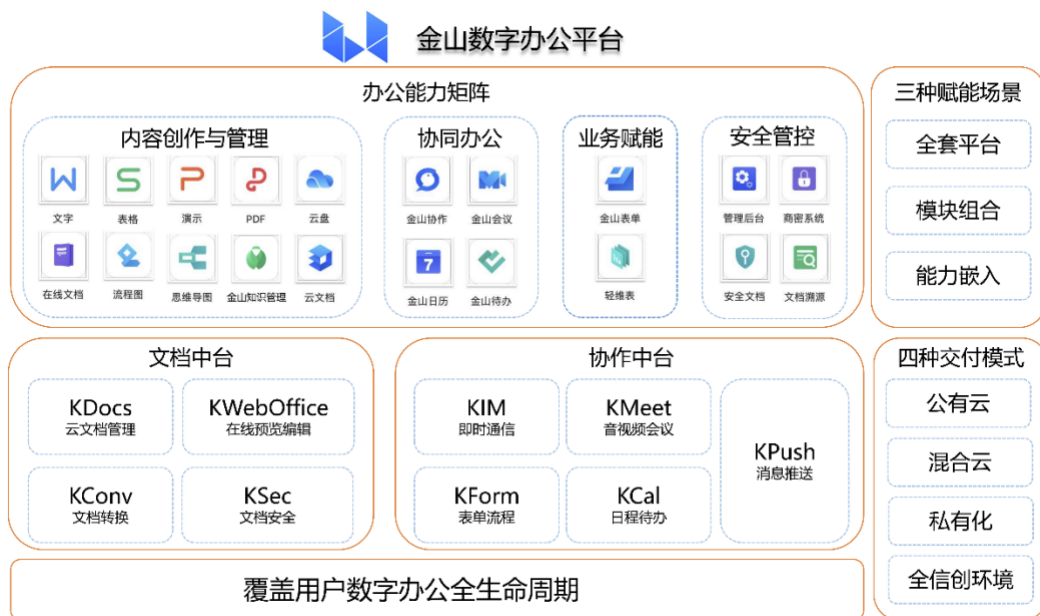 金山数字办公平台
办公能力矩阵
内容创作与管理
文字 表格 演示 PDF 云盘
在线文档 流程图 思维导图 金山知识管理 云文档
协同办公
金山协作 金山会议
7
金山日历 金山待办
业务赋能
金山表单
轻维表
安全管控
管理后台 商密系统
安全文档 文档溯源
三种赋能场景
全套平台
模块组合
能力嵌入
文档中台
KDocs
云文档管理
KWebOffice
在线预览编辑
KConv
文档转换
KSec
文档安全
协作中台
KIM
即时通信
KMeet
音视频会议
KForm
表单流程
KCal
日程待办
KPush
消息推送
四种交付模式
公有云
混合云
私有化
全信创环境
覆盖用户数字办公全生命周期